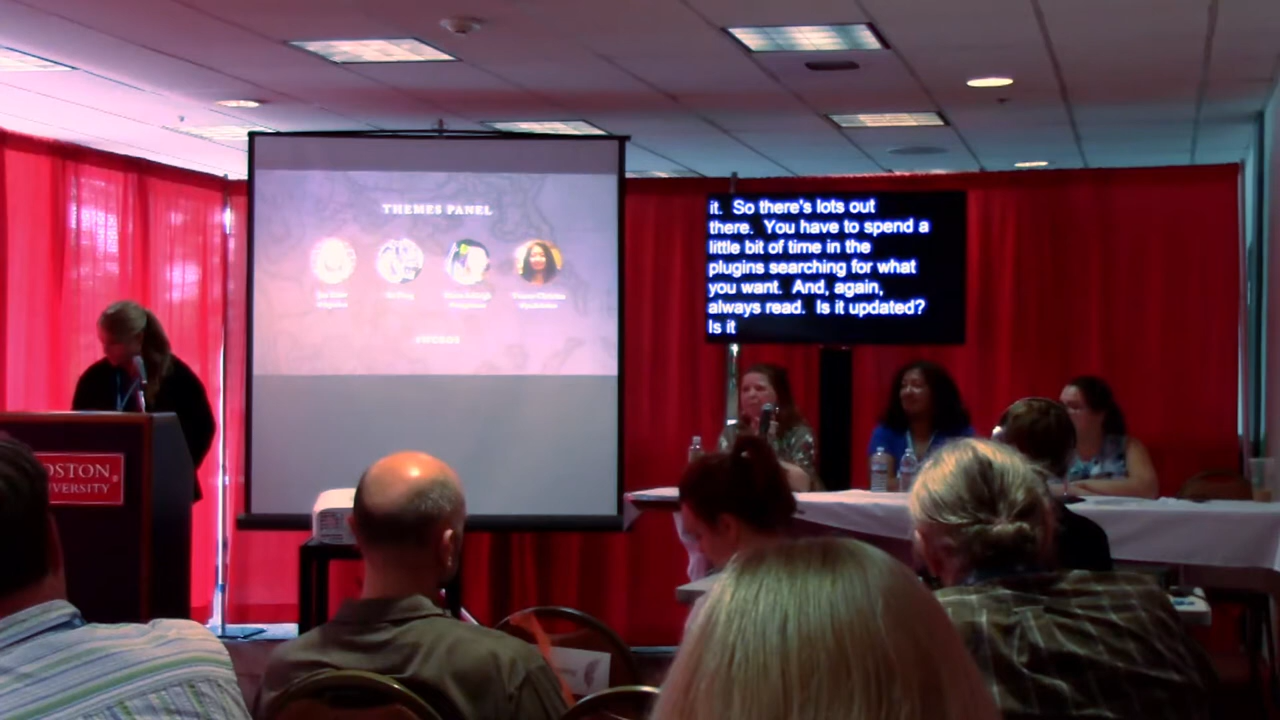 THEMES PANEL
it.  So there's lots out
there.  You have to spend a
little bit of time in the
plugins searching for what
you want.  And, again,
always read.  Is it updated?
Is it
OSTON
VERSITY